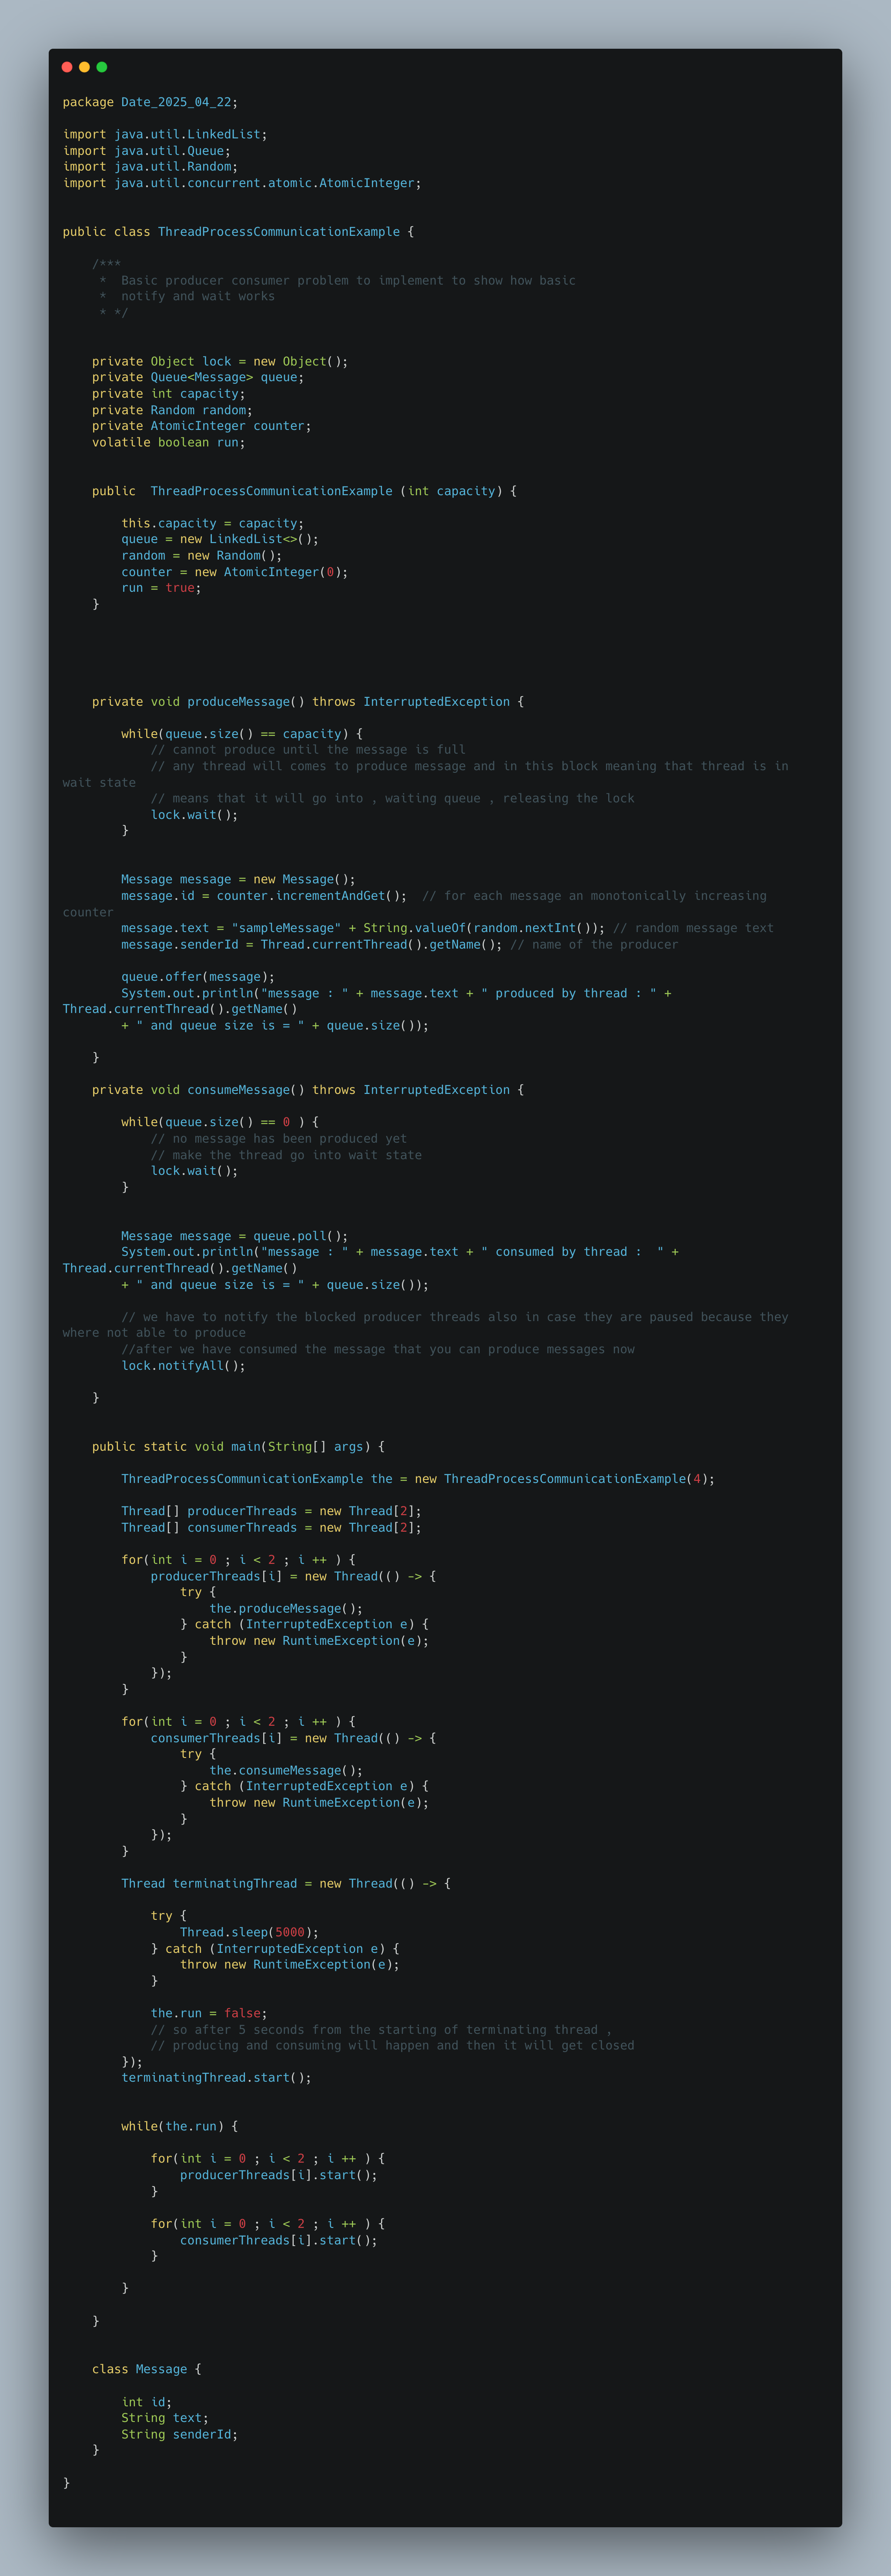 package Date_2025_04_22;

import java.util.LinkedList;
import java.util.Queue;
import java.util.Random;
import java.util.concurrent.atomic.AtomicInteger;


public class ThreadProcessCommunicationExample {

    /***
     *  Basic producer consumer problem to implement to show how basic
     *  notify and wait works
     * */


    private Object lock = new Object();
    private Queue<Message> queue;
    private int capacity;
    private Random random;
    private AtomicInteger counter;
    volatile boolean run;


    public  ThreadProcessCommunicationExample (int capacity) {

        this.capacity = capacity;
        queue = new LinkedList<>();
        random = new Random();
        counter = new AtomicInteger(0);
        run = true;
    }





    private void produceMessage() throws InterruptedException {

        while(queue.size() == capacity) {
            // cannot produce until the message is full
            // any thread will comes to produce message and in this block meaning that thread is in
wait state
            // means that it will go into , waiting queue , releasing the lock
            lock.wait();
        }


        Message message = new Message();
        message.id = counter.incrementAndGet();  // for each message an monotonically increasing
counter
        message.text = "sampleMessage" + String.valueOf(random.nextInt()); // random message text
        message.senderId = Thread.currentThread().getName(); // name of the producer

        queue.offer(message);
        System.out.println("message : " + message.text + " produced by thread : " +
Thread.currentThread().getName()
        + " and queue size is = " + queue.size());

    }

    private void consumeMessage() throws InterruptedException {

        while(queue.size() == 0 ) {
            // no message has been produced yet
            // make the thread go into wait state
            lock.wait();
        }


        Message message = queue.poll();
        System.out.println("message : " + message.text + " consumed by thread :  " +
Thread.currentThread().getName()
        + " and queue size is = " + queue.size());

        // we have to notify the blocked producer threads also in case they are paused because they
where not able to produce
        //after we have consumed the message that you can produce messages now
        lock.notifyAll();

    }


    public static void main(String[] args) {

        ThreadProcessCommunicationExample the = new ThreadProcessCommunicationExample(4);

        Thread[] producerThreads = new Thread[2];
        Thread[] consumerThreads = new Thread[2];

        for(int i = 0 ; i < 2 ; i ++ ) {
            producerThreads[i] = new Thread(() -> {
                try {
                    the.produceMessage();
                } catch (InterruptedException e) {
                    throw new RuntimeException(e);
                }
            });
        }

        for(int i = 0 ; i < 2 ; i ++ ) {
            consumerThreads[i] = new Thread(() -> {
                try {
                    the.consumeMessage();
                } catch (InterruptedException e) {
                    throw new RuntimeException(e);
                }
            });
        }

        Thread terminatingThread = new Thread(() -> {

            try {
                Thread.sleep(5000);
            } catch (InterruptedException e) {
                throw new RuntimeException(e);
            }

            the.run = false;
            // so after 5 seconds from the starting of terminating thread ,
            // producing and consuming will happen and then it will get closed
        });
        terminatingThread.start();


        while(the.run) {

            for(int i = 0 ; i < 2 ; i ++ ) {
                producerThreads[i].start();
            }

            for(int i = 0 ; i < 2 ; i ++ ) {
                consumerThreads[i].start();
            }

        }

    }


    class Message {

        int id;
        String text;
        String senderId;
    }

}